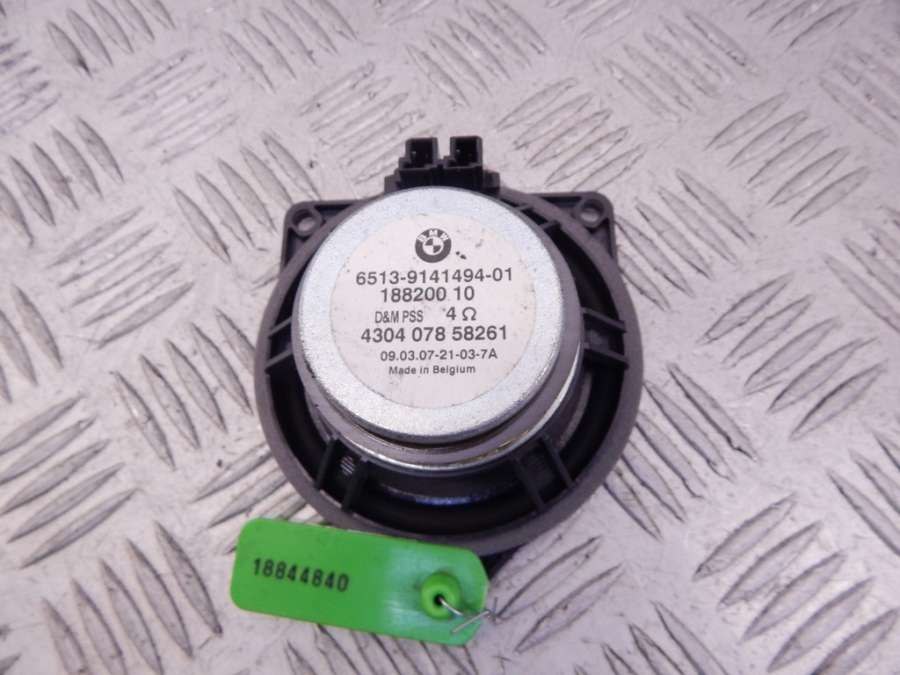 BMW
6513-9141494-01
188200 10
D&M PSS 4 Ω
4304 078 58261
09.03.07-21-03-7A
Made in Belgium
18844840